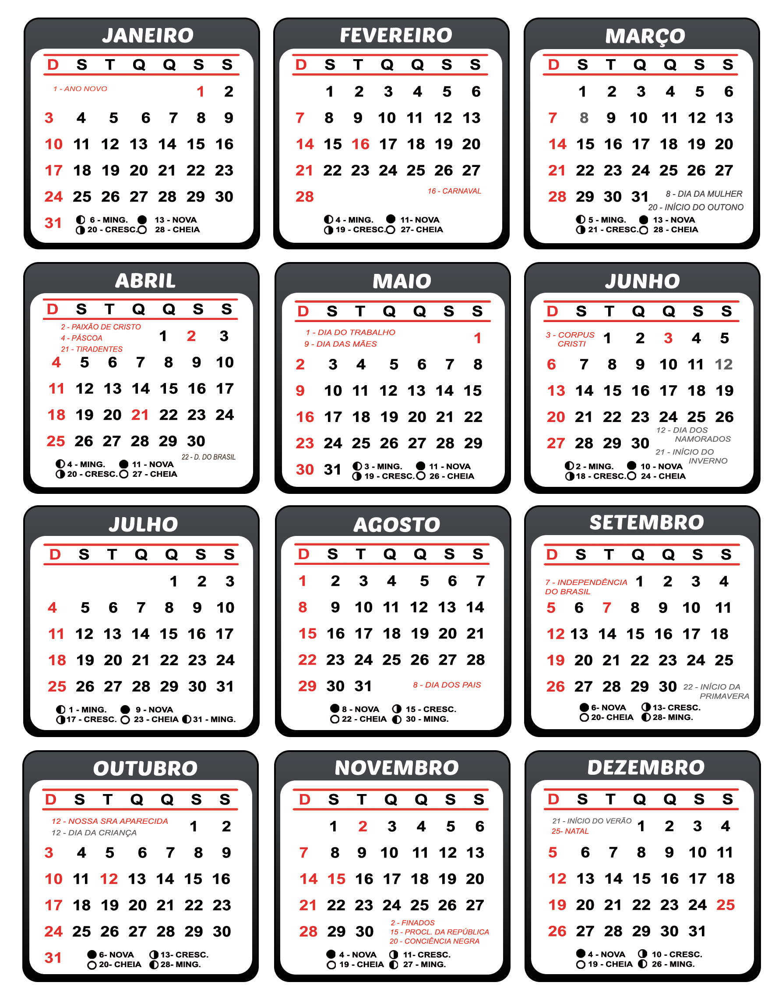 JANEIRO
D S T Q Q S S
1 - ANO NOVO 1 2
3 4 5 6 7 8 9
10 11 12 13 14 15 16
17 18 19 20 21 22 23
24 25 26 27 28 29 30
31 6 - MING. 13 - NOVA
20 - CRESC. 28 - CHEIA
FEVEREIRO
D S T Q Q S S
1 2 3 4 5 6
7 8 9 10 11 12 13
14 15 16 17 18 19 20
21 22 23 24 25 26 27
28 16 - CARNAVAL
4 - MING. 11- NOVA
19 - CRESC. 27- CHEIA
MARÇO
D S T Q Q S S
1 2 3 4 5 6
7 8 9 10 11 12 13
14 15 16 17 18 19 20
21 22 23 24 25 26 27
28 29 30 31 8 - DIA DA MULHER
20 - INÍCIO DO OUTONO
5 - MING. 13 - NOVA
21 - CRESC. 28 - CHEIA
ABRIL
D S T Q Q S S
2 - PAIXÃO DE CRISTO
4 - PÁSCOA 1 2 3
21 - TIRADENTES
4 5 6 7 8 9 10
11 12 13 14 15 16 17
18 19 20 21 22 23 24
25 26 27 28 29 30
22 - D. DO BRASIL
4 - MING. 11 - NOVA
20 - CRESC. 27 - CHEIA
MAIO
D S T Q Q S S
1 - DIA DO TRABALHO 1
9 - DIA DAS MÃES
2 3 4 5 6 7 8
9 10 11 12 13 14 15
16 17 18 19 20 21 22
23 24 25 26 27 28 29
30 31 3 - MING. 11 - NOVA
19 - CRESC. 26 - CHEIA
JUNHO
D S T Q Q S S
3 - CORPUS 1 2 3 4 5
CRISTI
6 7 8 9 10 11 12
13 14 15 16 17 18 19
20 21 22 23 24 25 26
12 - DIA DOS
NAMORADOS
27 28 29 30
21 - INÍCIO DO
INVERNO
2 - MING. 10 - NOVA
18 - CRESC. 24 - CHEIA
JULHO
D S T Q Q S S
1 2 3
4 5 6 7 8 9 10
11 12 13 14 15 16 17
18 19 20 21 22 23 24
25 26 27 28 29 30 31
1 - MING. 9 - NOVA
17 - CRESC. 23 - CHEIA 31 - MING.
AGOSTO
D S T Q Q S S
1 2 3 4 5 6 7
8 9 10 11 12 13 14
15 16 17 18 19 20 21
22 23 24 25 26 27 28
29 30 31 8 - DIA DOS PAIS
8 - NOVA 15 - CRESC.
22 - CHEIA 30 - MING.
SETEMBRO
D S T Q Q S S
7 - INDEPENDÊNCIA 1 2 3 4
DO BRASIL
5 6 7 8 9 10 11
12 13 14 15 16 17 18
19 20 21 22 23 24 25
26 27 28 29 30 22 - INÍCIO DA
PRIMAVERA
6- NOVA 13- CRESC.
20- CHEIA 28- MING.
OUTUBRO
D S T Q Q S S
12 - NOSSA SRA APARECIDA 1 2
12 - DIA DA CRIANÇA
3 4 5 6 7 8 9
10 11 12 13 14 15 16
17 18 19 20 21 22 23
24 25 26 27 28 29 30
31 6- NOVA 13- CRESC.
20- CHEIA 28- MING.
NOVEMBRO
D S T Q Q S S
1 2 3 4 5 6
7 8 9 10 11 12 13
14 15 16 17 18 19 20
21 22 23 24 25 26 27
2 - FINADOS
28 29 30 15 - PROCL. DA REPÚBLICA
20 - CONCIÊNCIA NEGRA
4 - NOVA 11- CRESC.
19 - CHEIA 27 - MING.
DEZEMBRO
D S T Q Q S S
21 - INÍCIO DO VERÃO 1 2 3 4
25- NATAL
5 6 7 8 9 10 11
12 13 14 15 16 17 18
19 20 21 22 23 24 25
26 27 28 29 30 31
4 - NOVA 10 - CRESC.
19 - CHEIA 26 - MING.